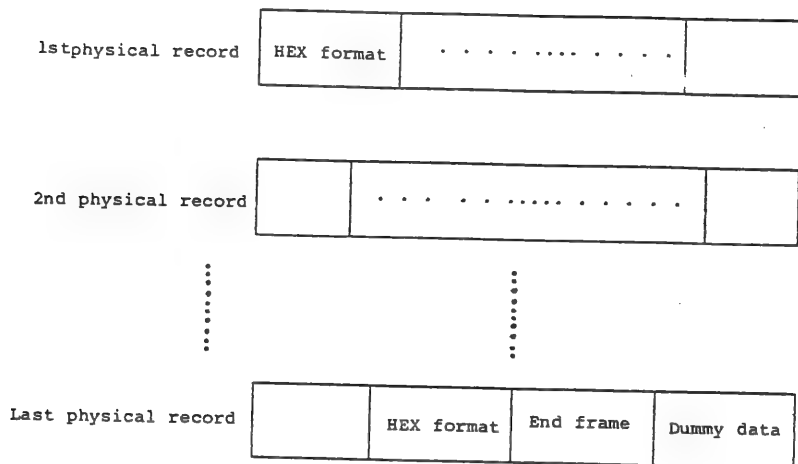 1stphysical record HEX format
2nd physical record
Last physical record HEX format End frame Dummy data